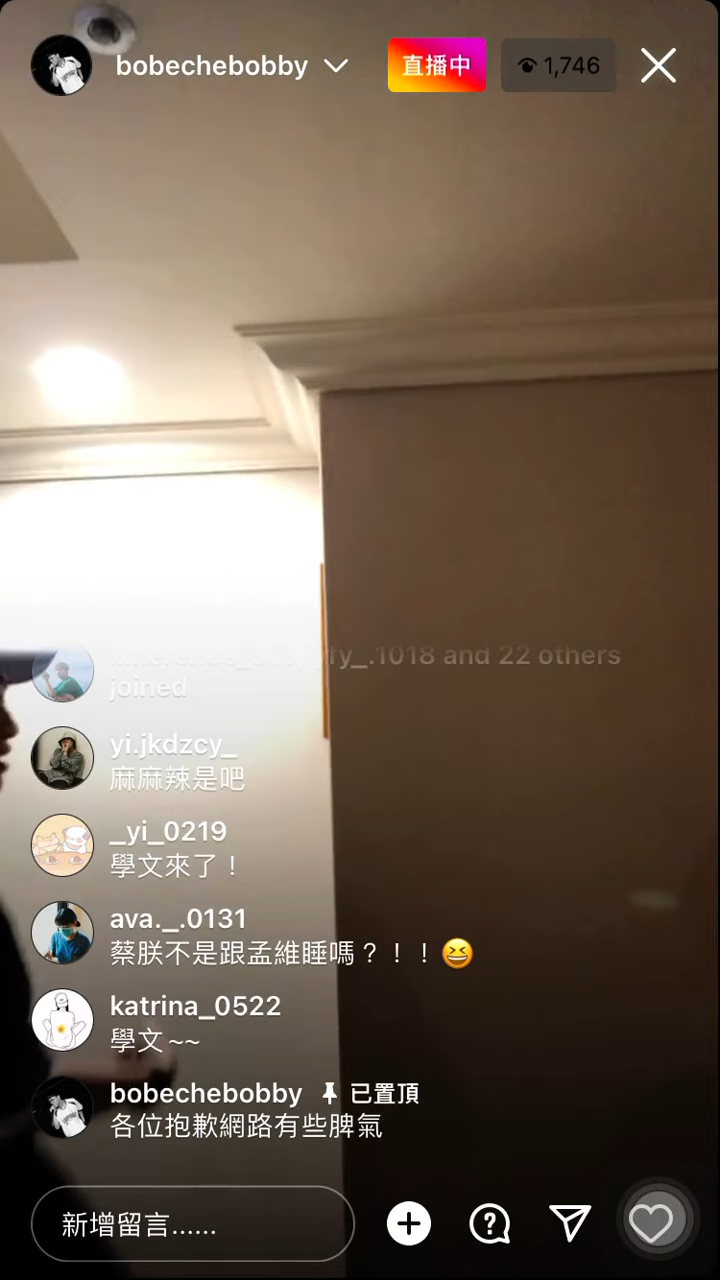 bobechebobby
直播中
1,746
_.1018 and 22 others
joined
yi.jkdzcy_
麻麻辣是吧
_yi_0219
學文來了！
ava._.0131
蔡朕不是跟孟維睡嗎？！！😆
katrina_0522
學文~~
bobechebobby 已置頂
各位抱歉網路有些脾氣
新增留言......